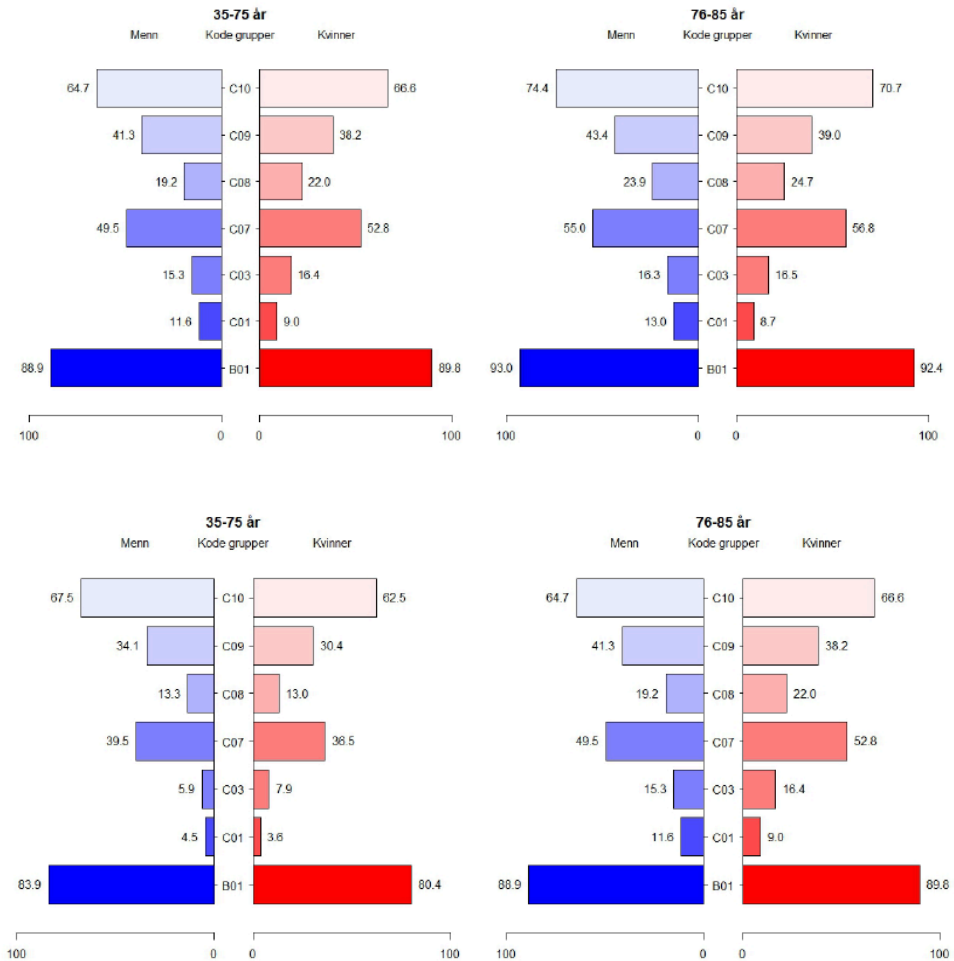 35-75 år
Menn Kode grupper Kvinner
64.7 C10 66.6
41.3 C09 38.2
19.2 C08 22.0
49.5 C07 52.8
15.3 C03 16.4
11.6 C01 9.0
88.9 B01 89.8
100 0 0 100
76-85 år
Menn Kode grupper Kvinner
74.4 C10 70.7
43.4 C09 39.0
23.9 C08 24.7
55.0 C07 56.8
16.3 C03 16.5
13.0 C01 8.7
93.0 B01 92.4
100 0 0 100
35-75 år
Menn Kode grupper Kvinner
67.5 C10 62.5
34.1 C09 30.4
13.3 C08 13.0
39.5 C07 36.5
5.9 C03 7.9
4.5 C01 3.6
83.9 B01 80.4
100 0 0 100
76-85 år
Menn Kode grupper Kvinner
64.7 C10 66.6
41.3 C09 38.2
19.2 C08 22.0
49.5 C07 52.8
15.3 C03 16.4
11.6 C01 9.0
88.9 B01 89.8
100 0 0 100